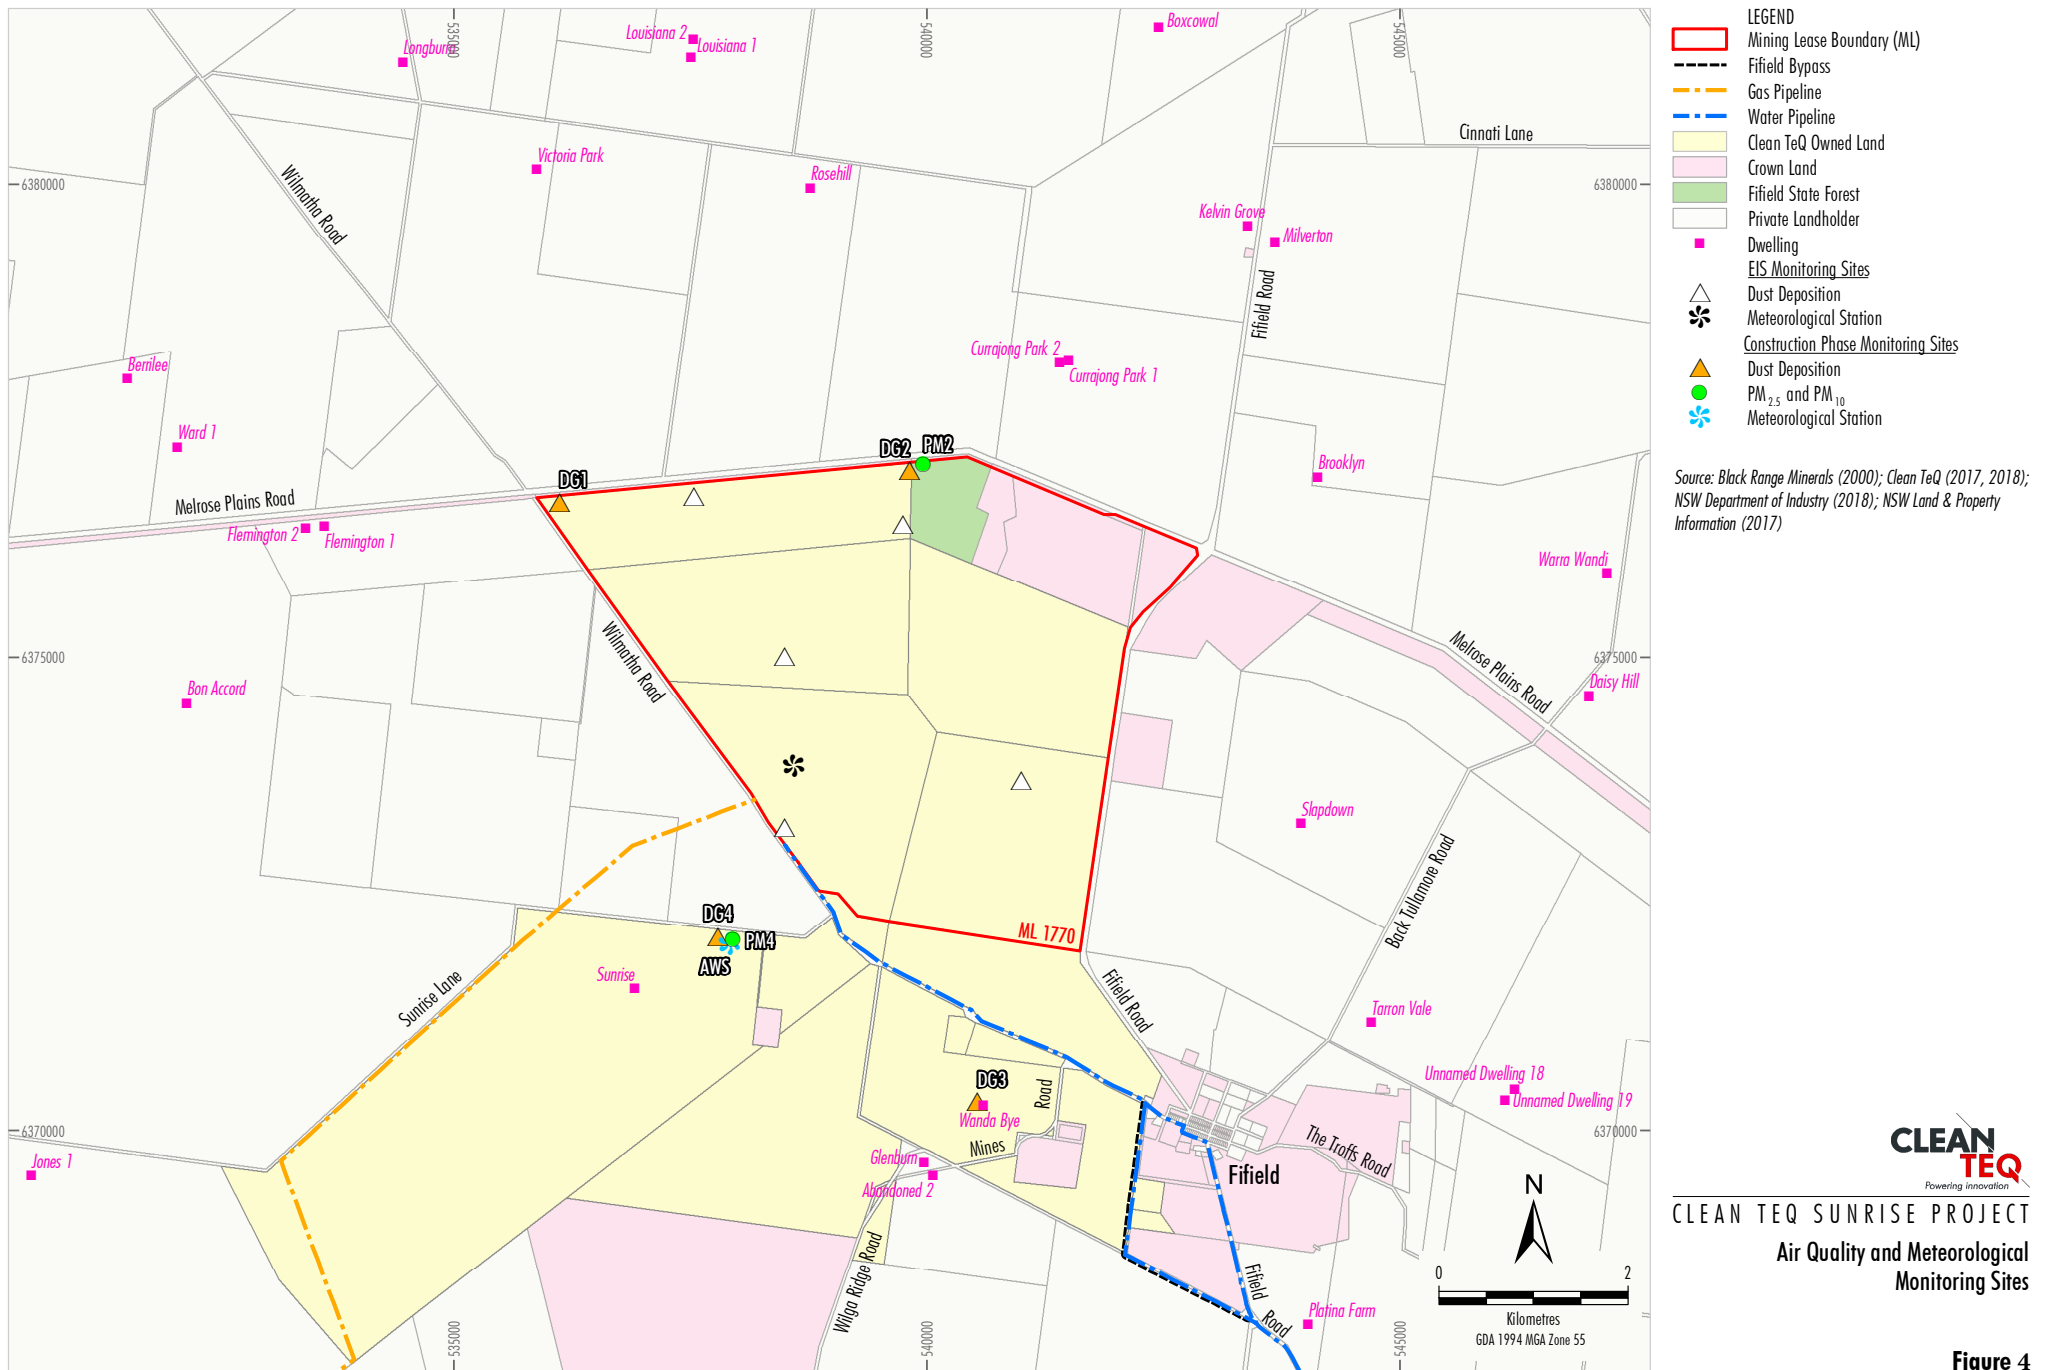 Boxcowal
Louisiana 2
Louisiana 1
Longburn
535000
540000
545000
LEGEND
Mining Lease Boundary (ML)
Fifield Bypass
Gas Pipeline
Water Pipeline
Clean TeQ Owned Land
Crown Land
Fifield State Forest
Private Landholder
Dwelling
EIS Monitoring Sites
Dust Deposition
Meteorological Station
Construction Phase Monitoring Sites
Dust Deposition
PM2.5 and PM10
Meteorological Station
Source: Black Range Minerals (2000); Clean TeQ (2017, 2018);
NSW Department of Industry (2018); NSW Land & Property
Information (2017)
Cinnati Lane
Victoria Park
Rosehill
6380000
6380000
Wilmatha Road
Kelvin Grove
Milverton
Fifield Road
Currajong Park 2
Currajong Park 1
Berrilee
Ward 1
DG2
PM2
DG1
Brooklyn
Melrose Plains Road
Flemington 2
Flemington 1
Warra Wandi
Wilmatha Road
6375000
6375000
Melrose Plains Road
Bon Accord
Daisy Hill
Slapdown
Back Tullamore Road
DG4
PM4
AWS
ML 1770
Sunrise
Sunrise Lane
Fifield Road
Tarron Vale
Unnamed Dwelling 18
Unnamed Dwelling 19
DG3
Wanda Bye
Road
Mines
6370000
6370000
Jones 1
Glenburn
Abandoned 2
The Troffs Road
Fifield
Wilga Ridge Road
Fifield
Road
Platina Farm
N
0
2
Kilometres
GDA 1994 MGA Zone 55
535000
540000
545000
CLEAN
TEQ
Powering innovation
CLEAN TEQ SUNRISE PROJECT
Air Quality and Meteorological
Monitoring Sites
Figure 4